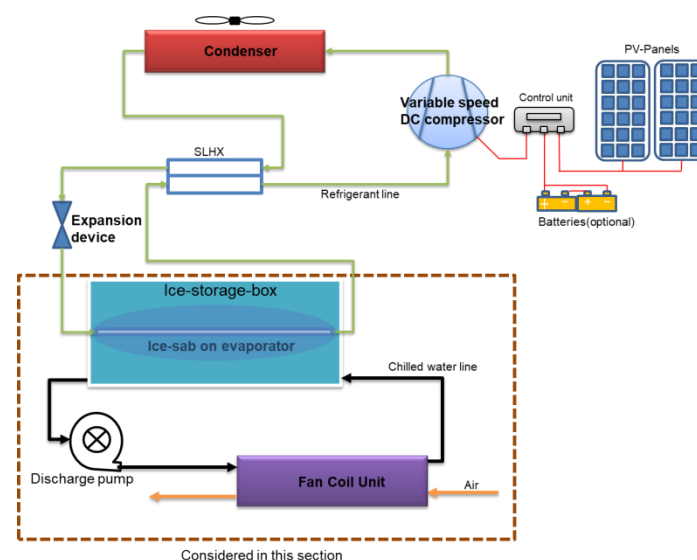 Condenser
PV-Panels
Control unit
Variable speed
DC compressor
SLHX
Refrigerant line
Batteries(optional)
Expansion
device
Ice-storage-box
Ice-sab on evaporator
Chilled water line
Discharge pump
Fan Coil Unit
Air
Considered in this section